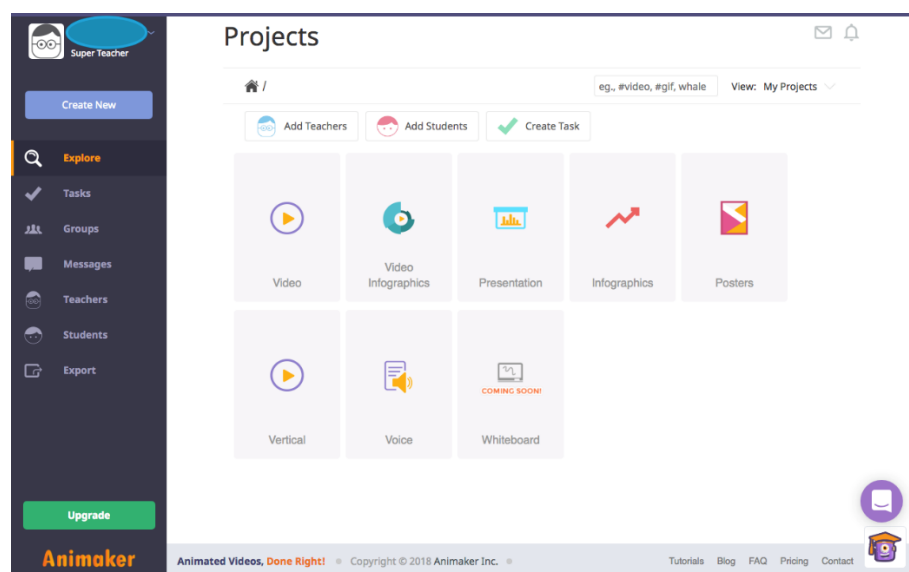 Super Teacher
Create New
Explore
Tasks
Groups
Messages
Teachers
Students
Export
Upgrade
Animaker
Projects
/
eg., #video, #gif, whale
View: My Projects
Add Teachers
Add Students
Create Task
Video
Video
Infographics
Presentation
Infographics
Posters
Vertical
Voice
COMING SOON!
Whiteboard
Animated Videos, Done Right! • Copyright © 2018 Animaker Inc. •
Tutorials Blog FAQ Pricing Contact